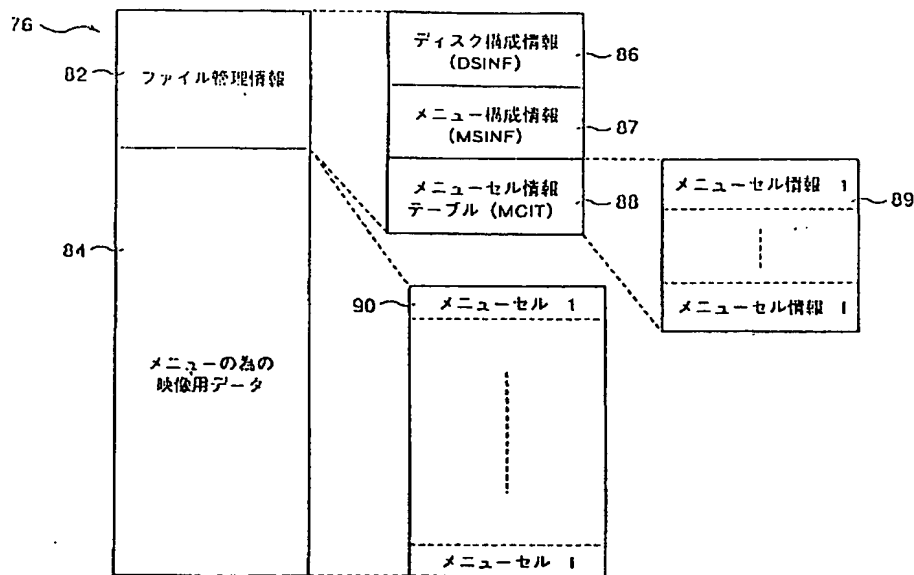 76
82
ファイル管理情報
84
メニューの為の
映像用データ
ディスク構成情報
(DSINF)
86
メニュー構成情報
(MSINF)
87
メニューセル情報
テーブル (MCIT)
88
メニューセル情報 1
89
メニューセル情報 i
90
メニューセル 1
メニューセル i